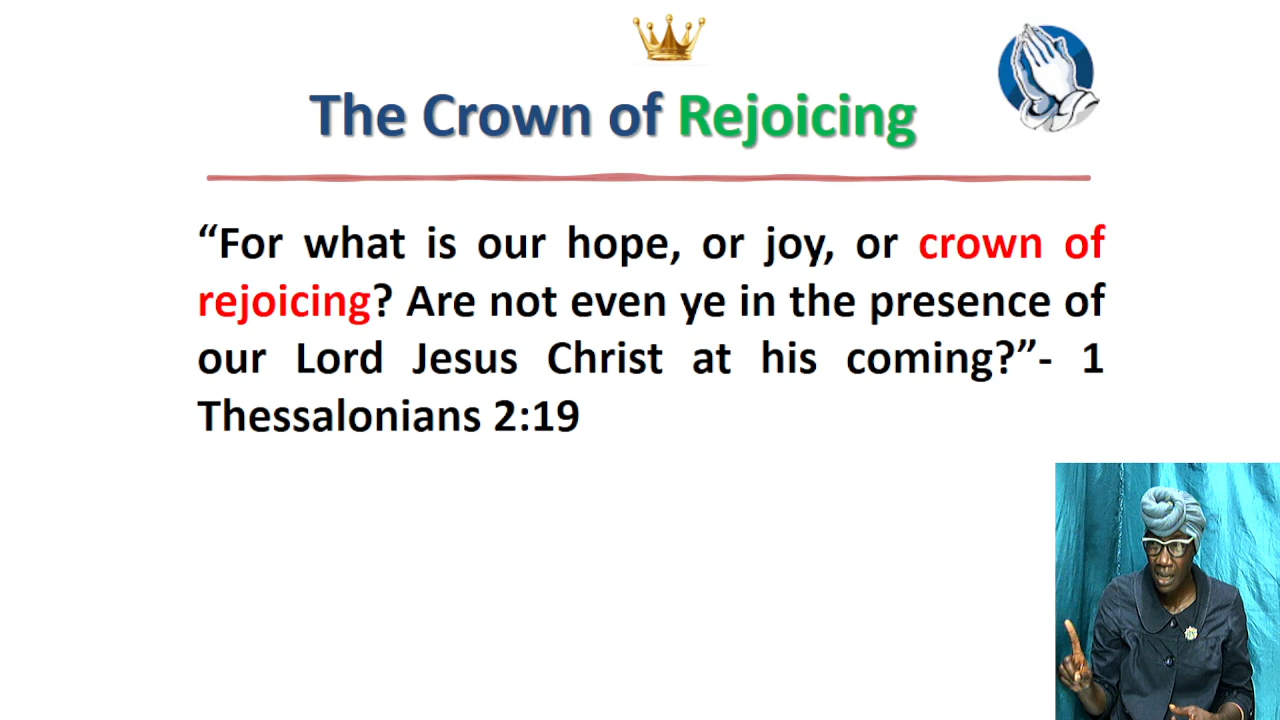 The Crown of Rejoicing
“For what is our hope, or joy, or crown of
rejoicing? Are not even ye in the presence of
our Lord Jesus Christ at his coming?”- 1
Thessalonians 2:19